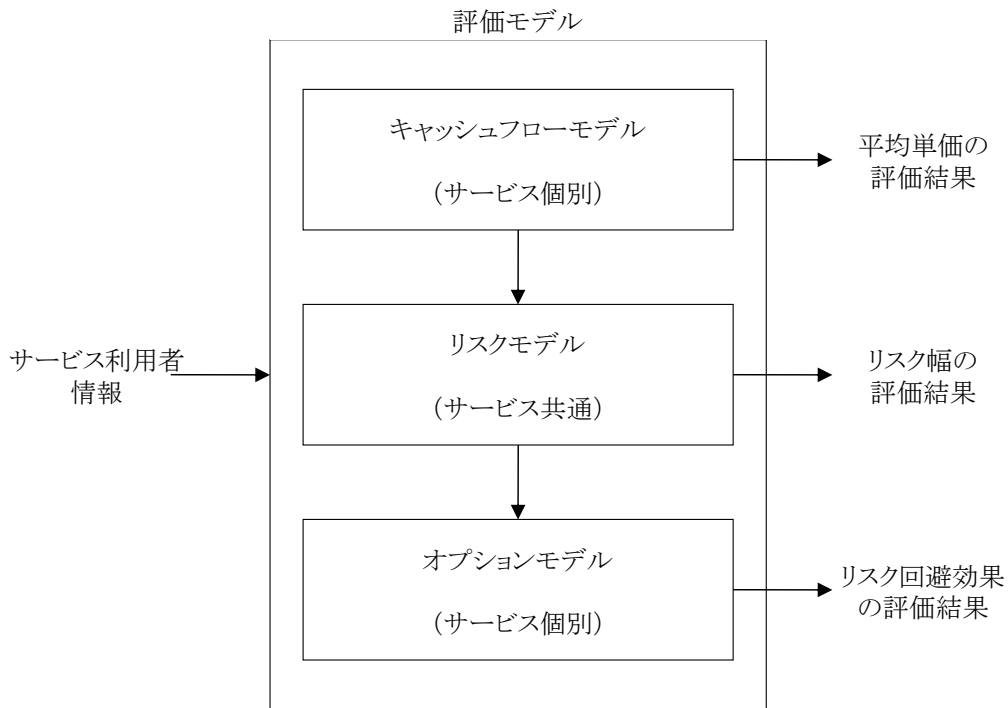 評価モデル
キャッシュフローモデル
(サービス個別)
平均単価の
評価結果
サービス利用者
情報
リスクモデル
(サービス共通)
リスク幅の
評価結果
オプションモデル
(サービス個別)
リスク回避効果
の評価結果